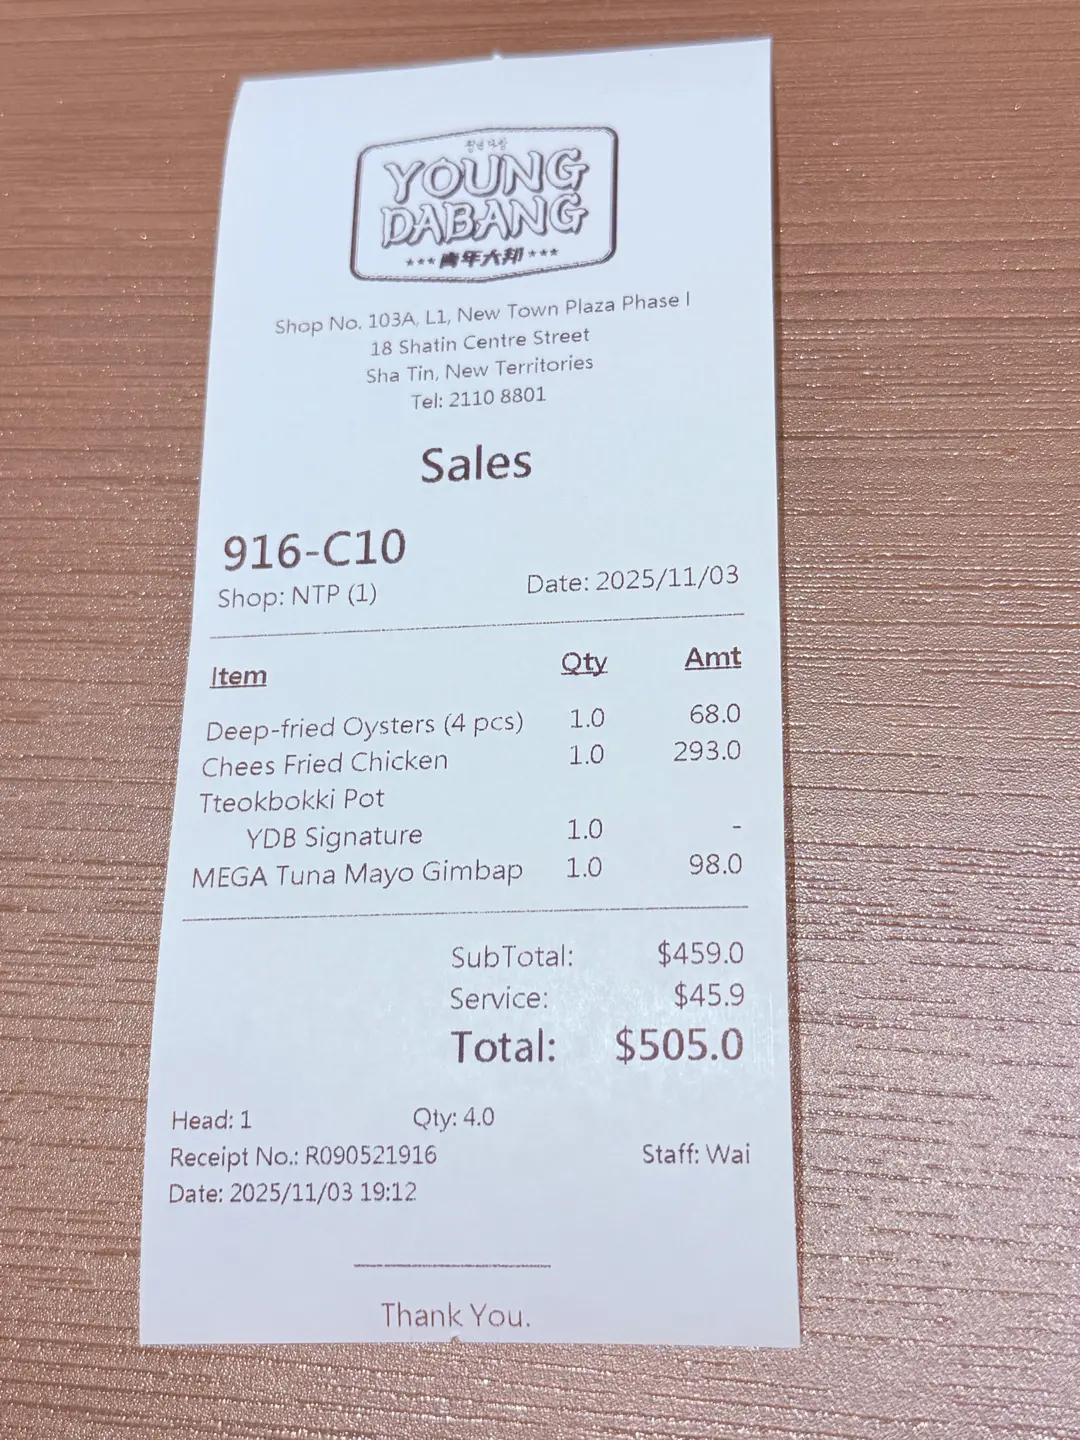 청년다방
YOUNG
DABANG
*** 青年大邦 ***
Shop No. 103A, L1, New Town Plaza Phase I
18 Shatin Centre Street
Sha Tin, New Territories
Tel: 2110 8801
Sales
916-C10
Shop: NTP (1) Date: 2025/11/03
Item Qty Amt
Deep-fried Oysters (4 pcs) 1.0 68.0
Chees Fried Chicken 1.0 293.0
Tteokbokki Pot
YDB Signature 1.0 -
MEGA Tuna Mayo Gimbap 1.0 98.0
SubTotal: $459.0
Service: $45.9
Total: $505.0
Head: 1 Qty: 4.0
Receipt No.: R090521916 Staff: Wai
Date: 2025/11/03 19:12
Thank You.